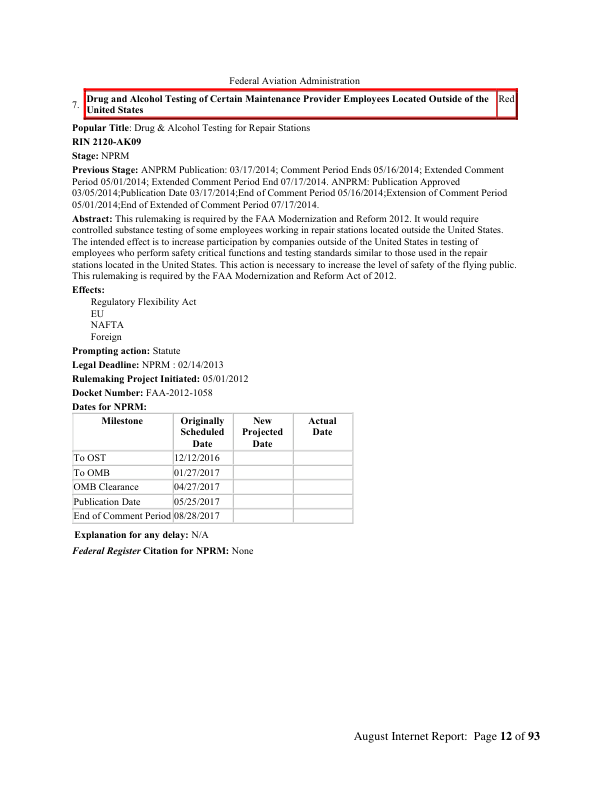 Federal Aviation Administration
7. Drug and Alcohol Testing of Certain Maintenance Provider Employees Located Outside of the Red
United States
Popular Title: Drug & Alcohol Testing for Repair Stations
RIN 2120-AK09
Stage: NPRM
Previous Stage: ANPRM Publication: 03/17/2014; Comment Period Ends 05/16/2014; Extended Comment
Period 05/01/2014; Extended Comment Period End 07/17/2014. ANPRM: Publication Approved
03/05/2014;Publication Date 03/17/2014;End of Comment Period 05/16/2014;Extension of Comment Period
05/01/2014;End of Extended of Comment Period 07/17/2014.
Abstract: This rulemaking is required by the FAA Modernization and Reform 2012. It would require
controlled substance testing of some employees working in repair stations located outside the United States.
The intended effect is to increase participation by companies outside of the United States in testing of
employees who perform safety critical functions and testing standards similar to those used in the repair
stations located in the United States. This action is necessary to increase the level of safety of the flying public.
This rulemaking is required by the FAA Modernization and Reform Act of 2012.
Effects:
Regulatory Flexibility Act
EU
NAFTA
Foreign
Prompting action: Statute
Legal Deadline: NPRM : 02/14/2013
Rulemaking Project Initiated: 05/01/2012
Docket Number: FAA-2012-1058
Dates for NPRM:
Milestone Originally New Actual
Scheduled Projected Date
Date Date
To OST 12/12/2016
To OMB 01/27/2017
OMB Clearance 04/27/2017
Publication Date 05/25/2017
End of Comment Period 08/28/2017
Explanation for any delay: N/A
Federal Register Citation for NPRM: None
August Internet Report: Page 12 of 93